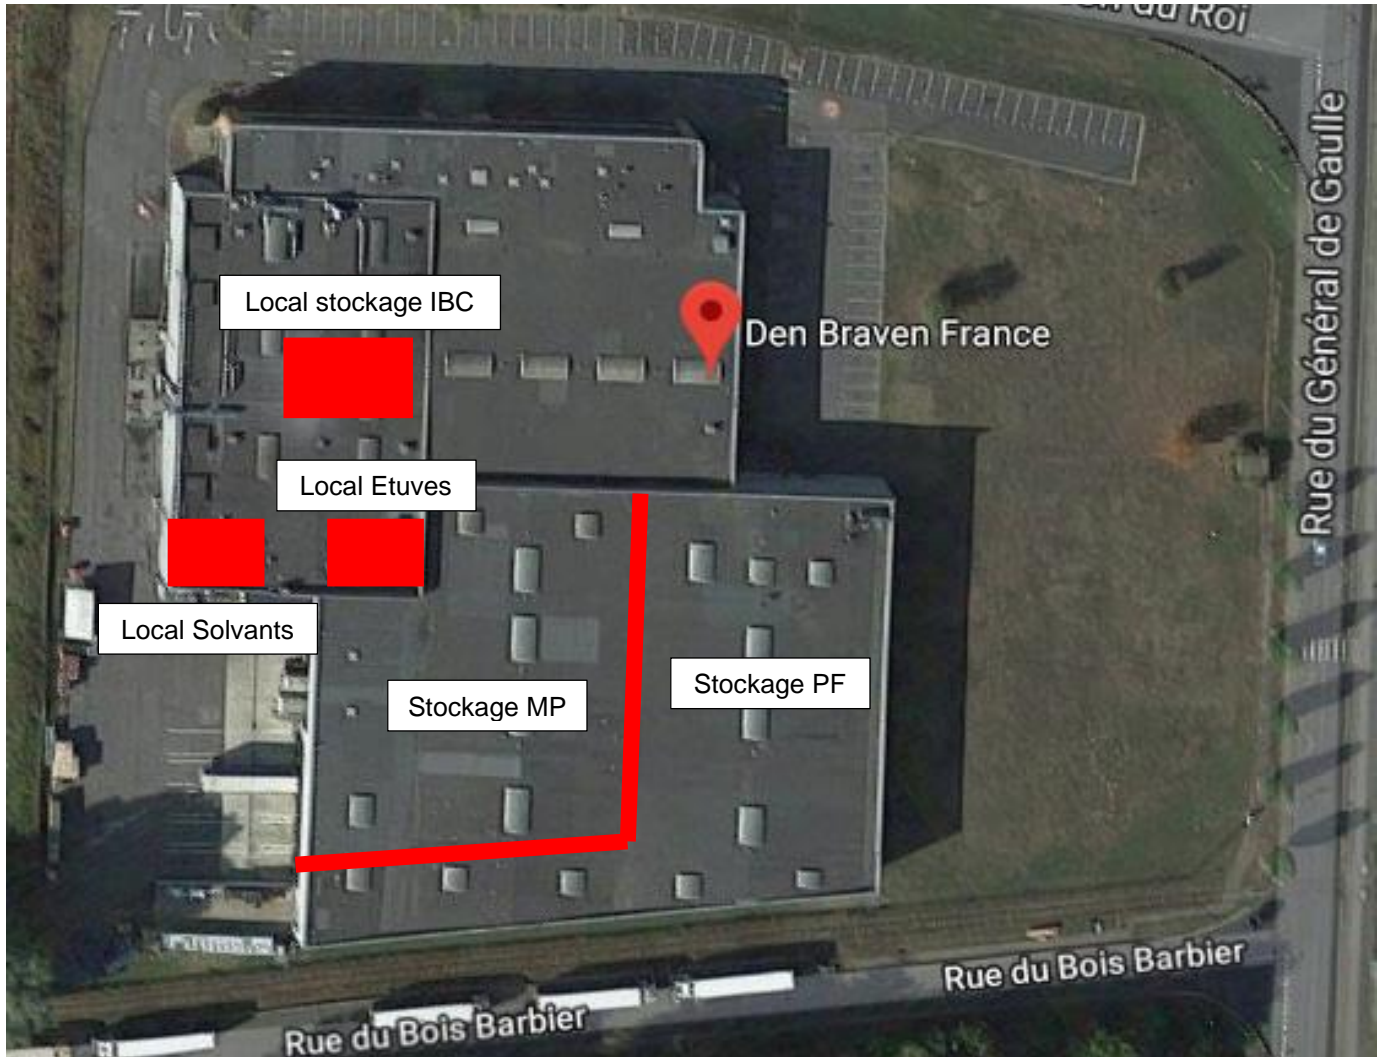 du Roi
Rue du Général de Gaulle
Local stockage IBC
Den Braven France
Local Etuves
Local Solvants
Stockage MP
Stockage PF
Rue du Bois Barbier
Rue du Bois Barbier